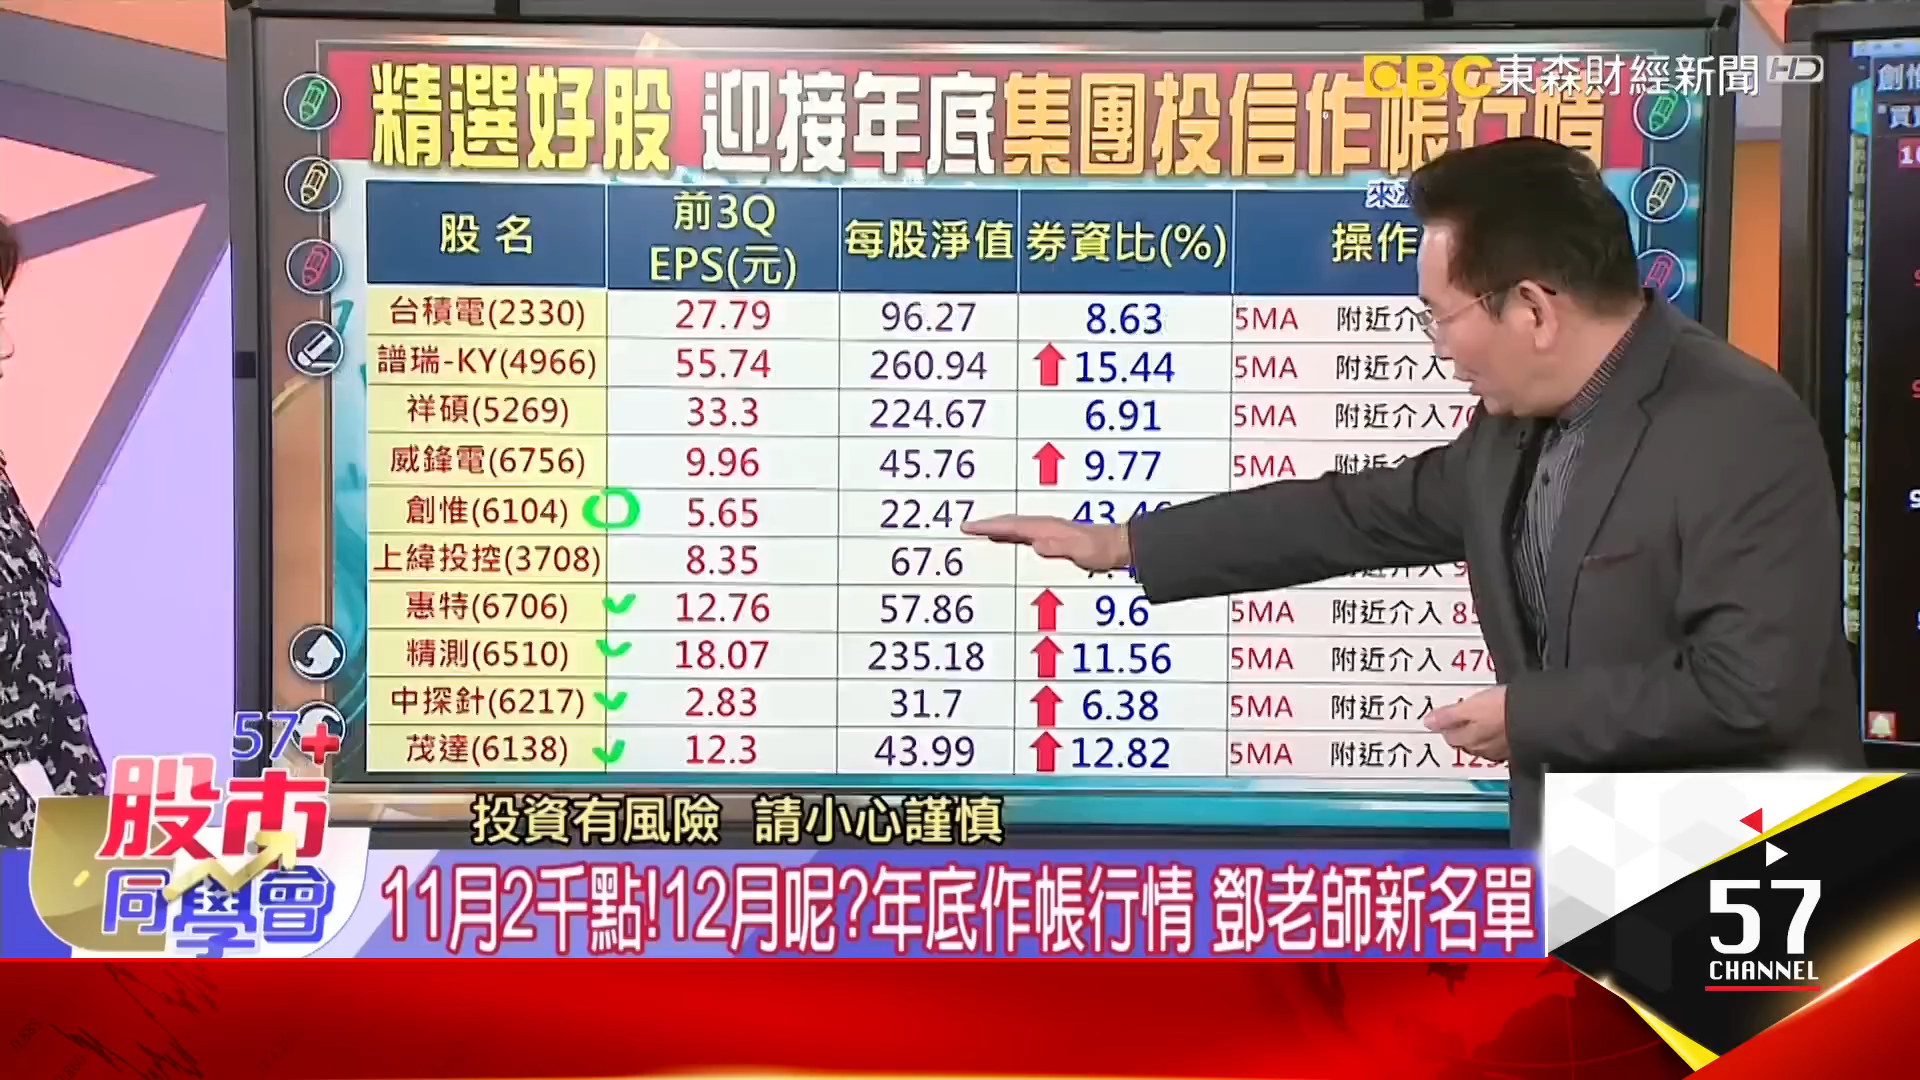 EBC 東森財經新聞 HD
精選好股 迎接年底集團投信作帳行情
股名 前3Q EPS(元) 每股淨值 券資比(%) 操作
台積電(2330) 27.79 96.27 8.63 5MA 附近介
譜瑞-KY(4966) 55.74 260.94 15.44 5MA 附近介入
祥碩(5269) 33.3 224.67 6.91 5MA 附近介入
威鋒電(6756) 9.96 45.76 9.77 5MA 附近介
創惟(6104) 5.65 22.47
上緯投控(3708) 8.35 67.6 附近介入
惠特(6706) 12.76 57.86 9.6 5MA 附近介入
精測(6510) 18.07 235.18 11.56 5MA 附近介入 470
中探針(6217) 2.83 31.7 6.38 5MA 附近介入
茂達(6138) 12.3 43.99 12.82 5MA 附近介入
投資有風險 請小心謹慎
57+
股市
同學會
11月2千點!12月呢?年底作帳行情 鄧老師新名單
57
CHANNEL